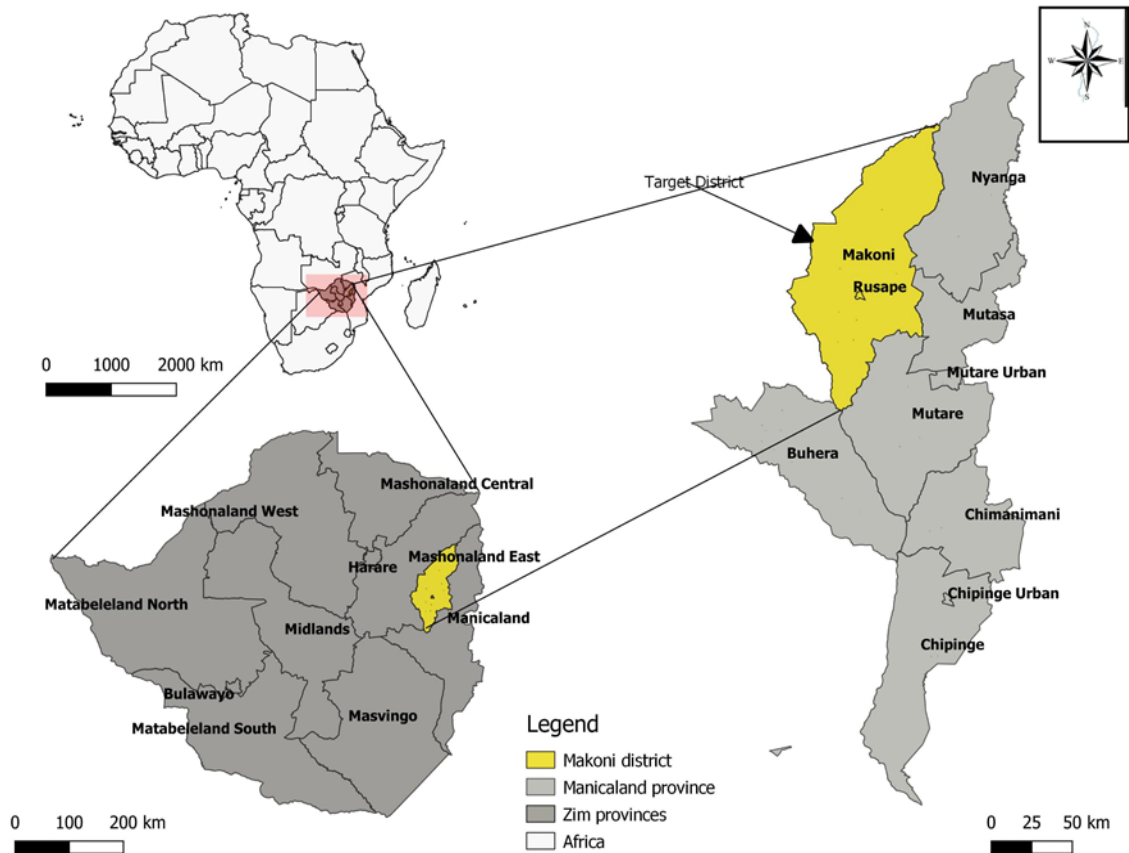 N
W
E
S
Target District
Nyanga
Makoni
Rusape
Mutasa
Mutare Urban
Mutare
Buhera
Chimanimani
Chipinge Urban
Chipinge
0 1000 2000 km
Mashonaland Central
Mashonaland West
Mashonaland East
Harare
Matabeleland North
Manicaland
Midlands
Bulawayo
Masvingo
Matabeleland South
0 100 200 km
Legend
Makoni district
Manicaland province
Zim provinces
Africa
0 25 50 km